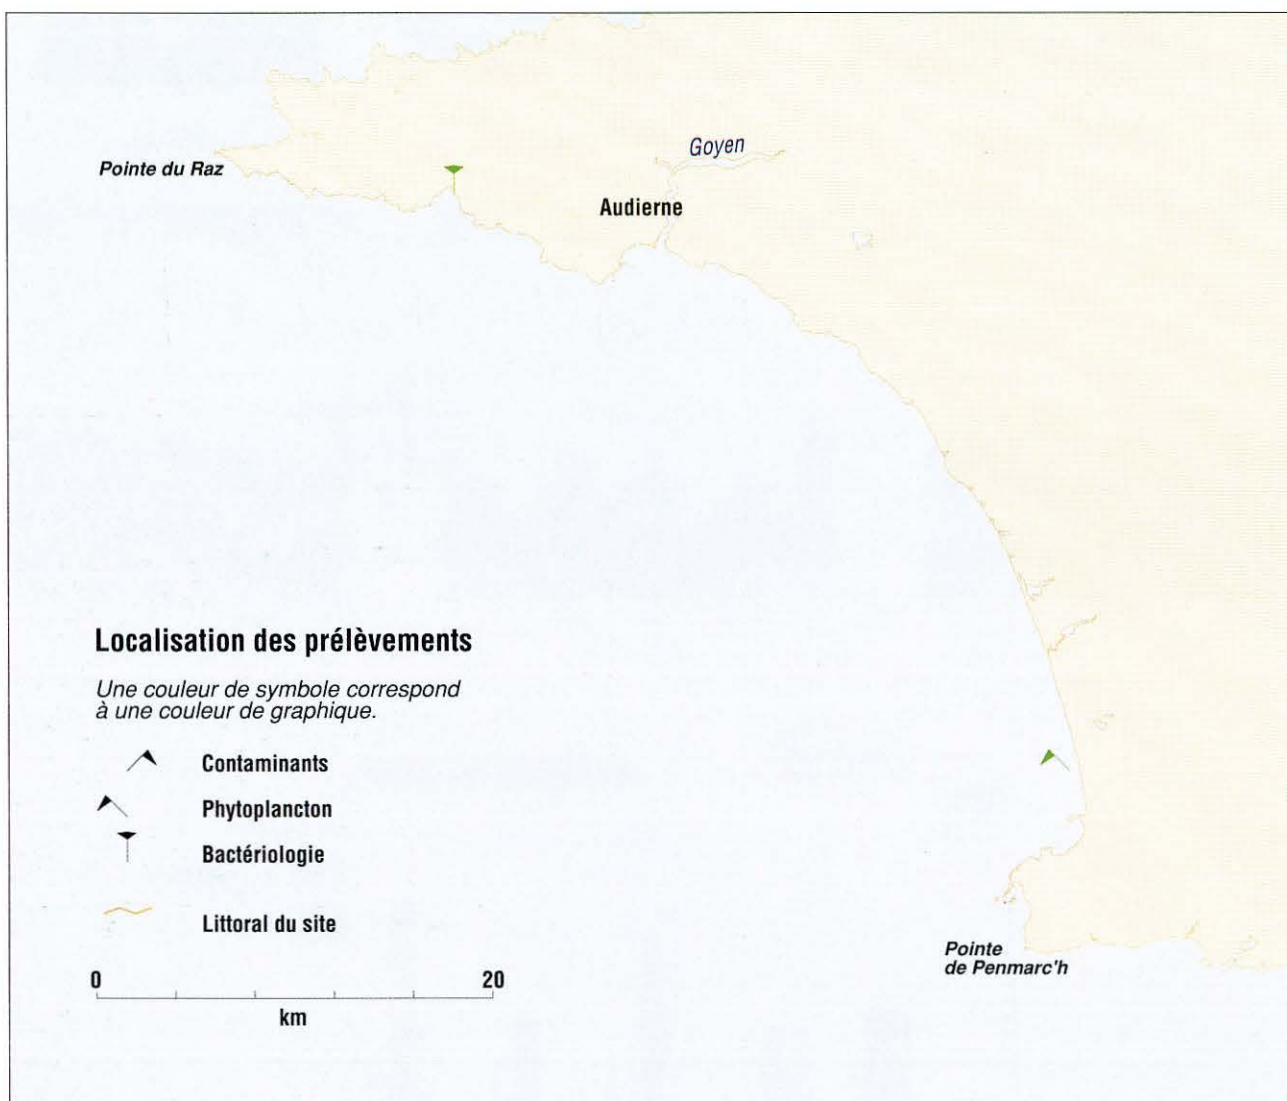 Goyen
Pointe du Raz
Audierne
Localisation des prélèvements
Une couleur de symbole correspond
à une couleur de graphique.
Contaminants
Phytoplancton
Bactériologie
Littoral du site
Pointe
de Penmarc'h
0 20
km